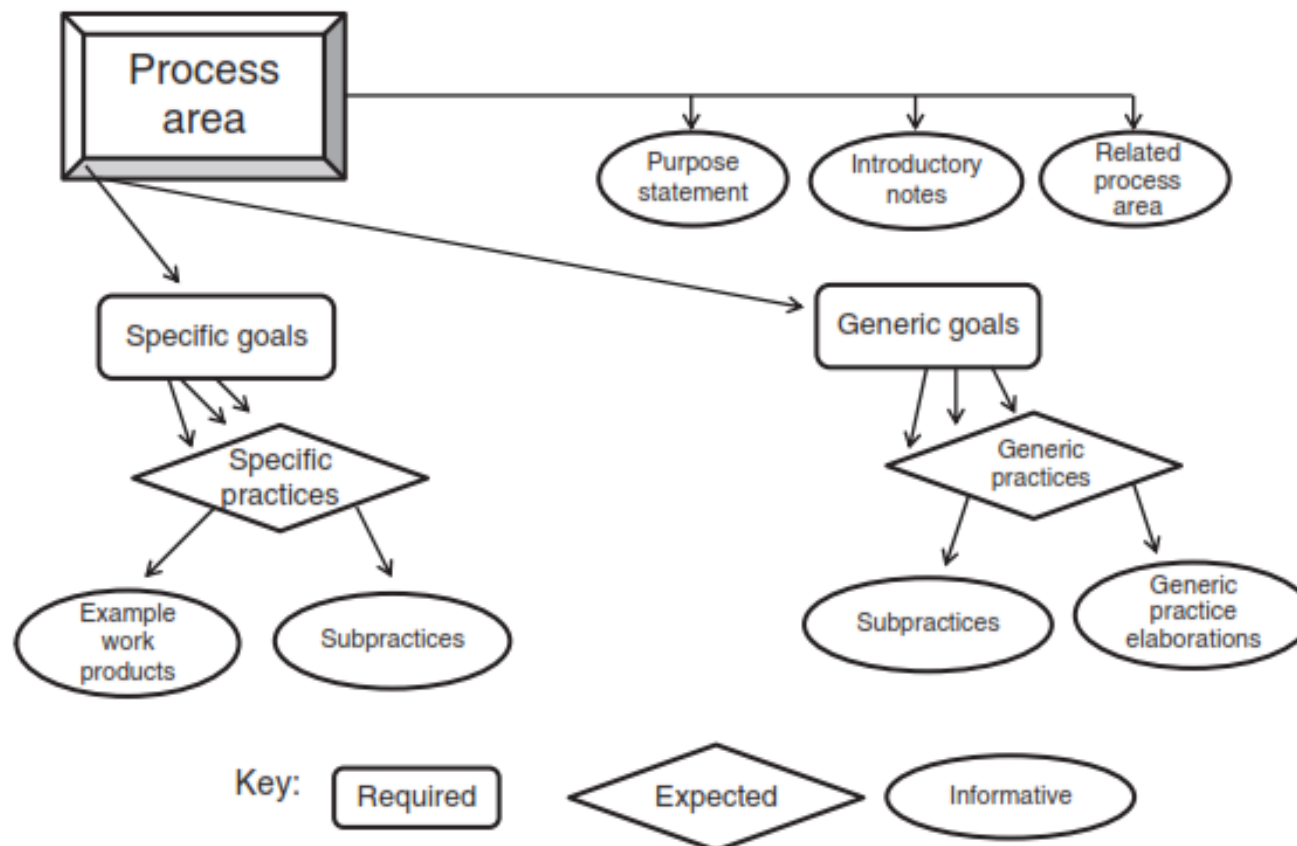 Process
area
Purpose
statement
Introductory
notes
Related
process
area
Specific goals
Generic goals
Specific
practices
Generic
practices
Example
work
products
Subpractices
Subpractices
Generic
practice
elaborations
Key:
Required
Expected
Informative